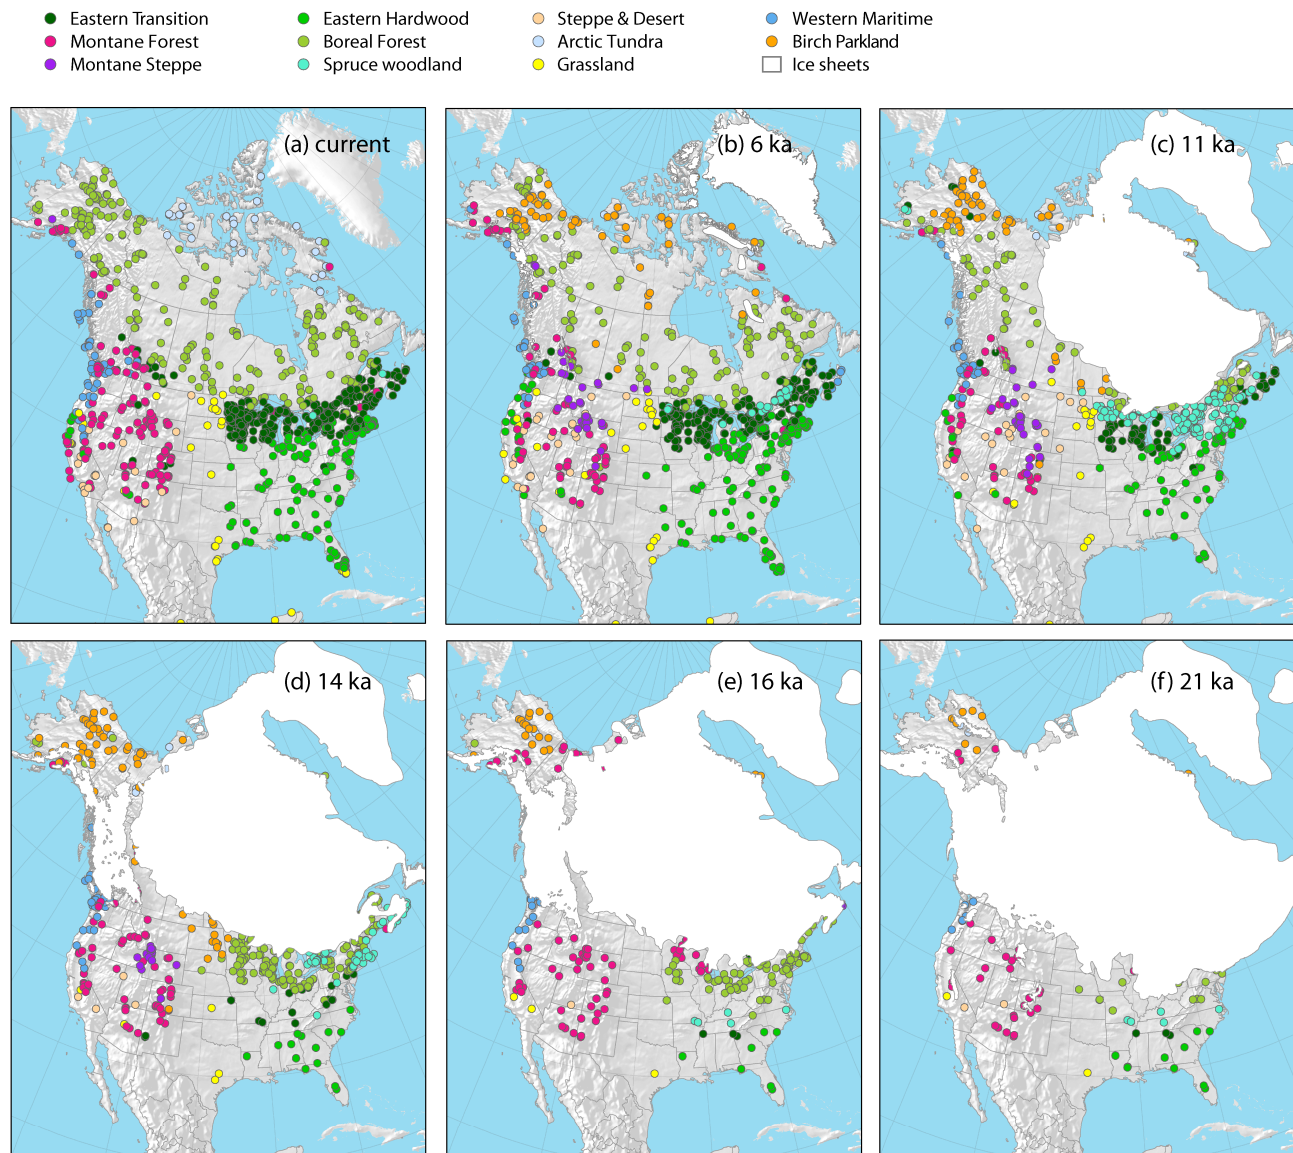 Eastern Transition Eastern Hardwood Steppe & Desert Western Maritime
Montane Forest Boreal Forest Arctic Tundra Birch Parkland
Montane Steppe Spruce woodland Grassland Ice sheets
(a) current (b) 6 ka (c) 11 ka
(d) 14 ka (e) 16 ka (f) 21 ka